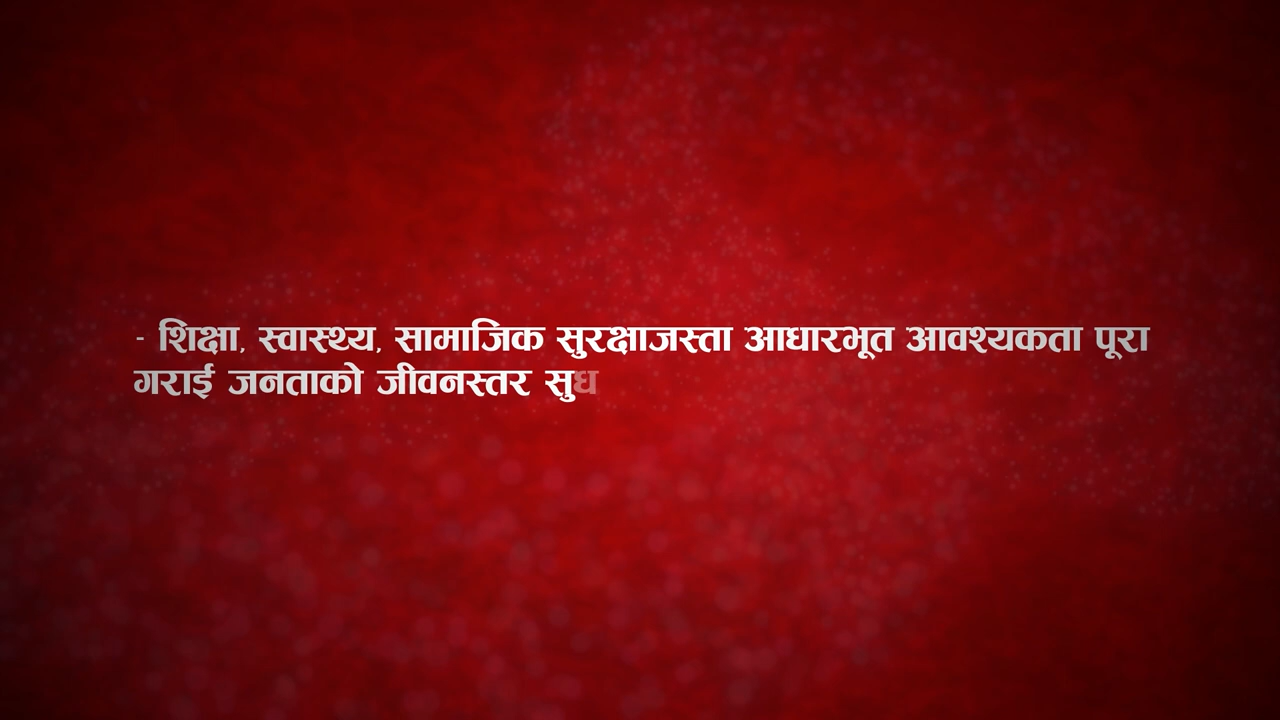 - शिक्षा, स्वास्थ्य, सामाजिक सुरक्षाजस्ता आधारभूत आवश्यकता पूरा
गराई जनताको जीवनस्तर सुध